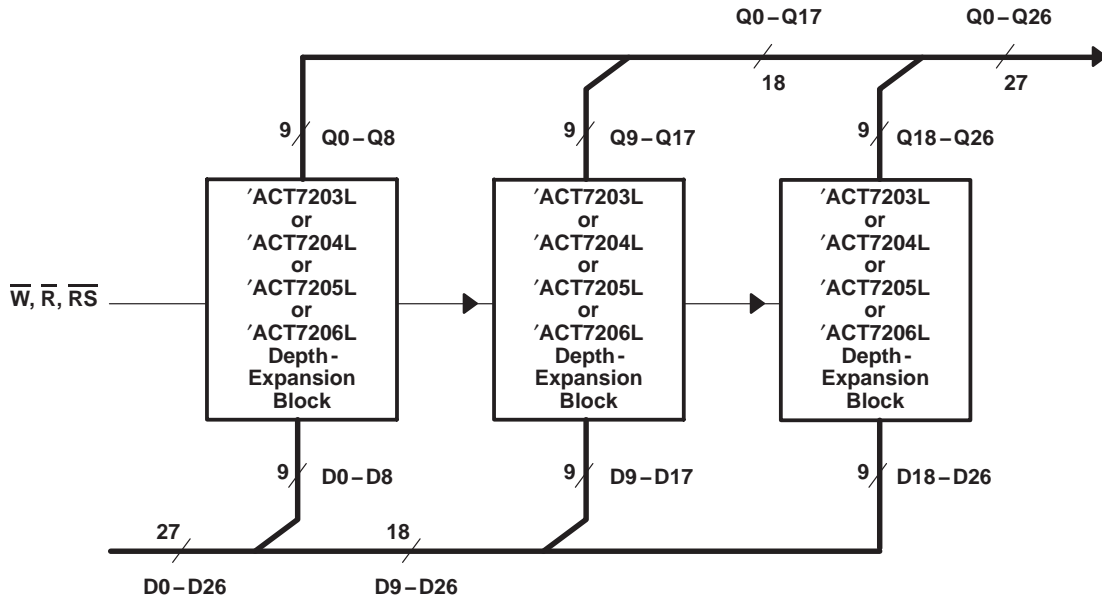 Q0–Q17
Q0–Q26
18
27
9
Q0–Q8
9
Q9–Q17
9
Q18–Q26
′ACT7203L
or
′ACT7204L
or
′ACT7205L
or
′ACT7206L
Depth-
Expansion
Block
′ACT7203L
or
′ACT7204L
or
′ACT7205L
or
′ACT7206L
Depth-
Expansion
Block
′ACT7203L
or
′ACT7204L
or
′ACT7205L
or
′ACT7206L
Depth-
Expansion
Block
W̅, R̅, R̅S̅
9
D0–D8
9
D9–D17
9
D18–D26
27
18
D0–D26
D9–D26